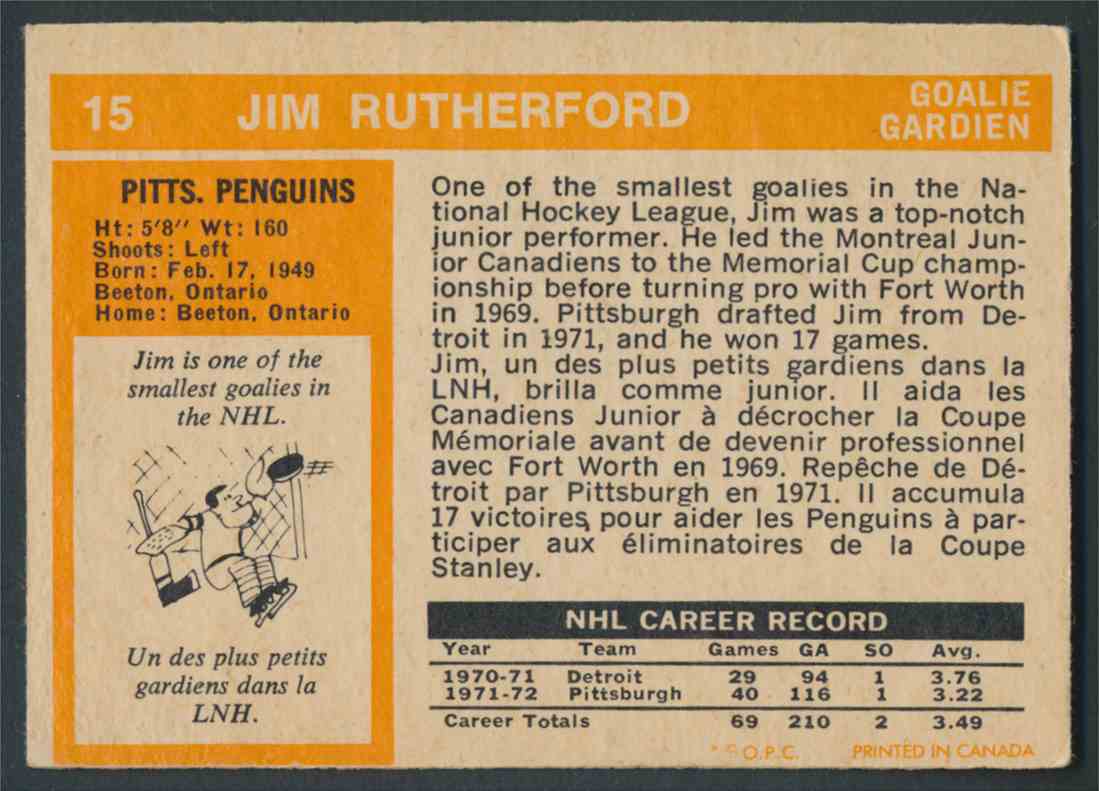 15 JIM RUTHERFORD GOALIE
GARDIEN
PITTS. PENGUINS
Ht: 5'8'' Wt: 160
Shoots: Left
Born: Feb. 17, 1949
Beeton, Ontario
Home: Beeton, Ontario
Jim is one of the
smallest goalies in
the NHL.
Un des plus petits
gardiens dans la
LNH.
One of the smallest goalies in the Na-
tional Hockey League, Jim was a top-notch
junior performer. He led the Montreal Jun-
ior Canadiens to the Memorial Cup champ-
ionship before turning pro with Fort Worth
in 1969. Pittsburgh drafted Jim from De-
troit in 1971, and he won 17 games.
Jim, un des plus petits gardiens dans la
LNH, brilla comme junior. Il aida les
Canadiens Junior à décrocher la Coupe
Mémoriale avant de devenir professionnel
avec Fort Worth en 1969. Repêche de Dé-
troit par Pittsburgh en 1971. Il accumula
17 victoires, pour aider les Penguins à par-
ticiper aux éliminatoires de la Coupe
Stanley.
NHL CAREER RECORD
Year Team Games GA SO Avg.
1970-71 Detroit 29 94 1 3.76
1971-72 Pittsburgh 40 116 1 3.22
Career Totals 69 210 2 3.49
* © O.P.C. PRINTED IN CANADA